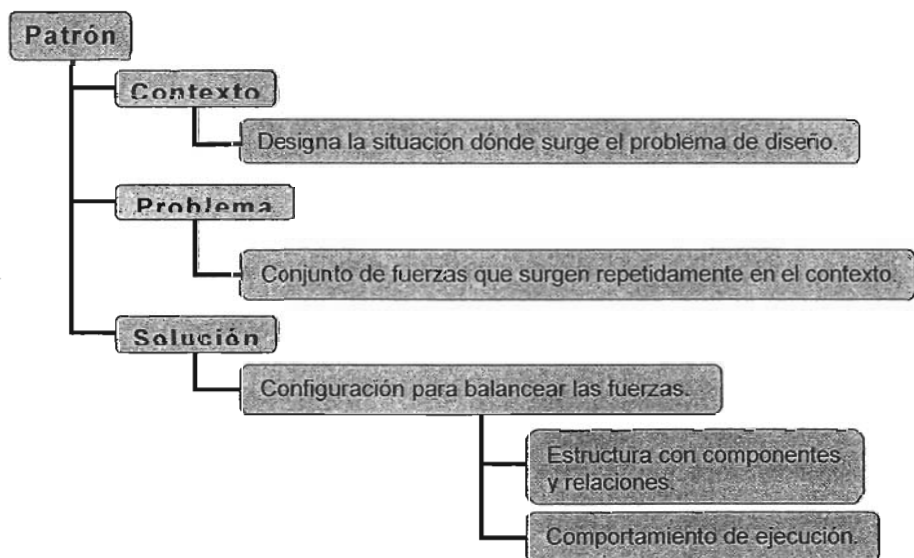 Patrón
Contexto
Designa la situación dónde surge el problema de diseño.
Problema
Conjunto de fuerzas que surgen repetidamente en el contexto.
Solución
Configuración para balancear las fuerzas.
Estructura con componentes
y relaciones.
Comportamiento de ejecución.